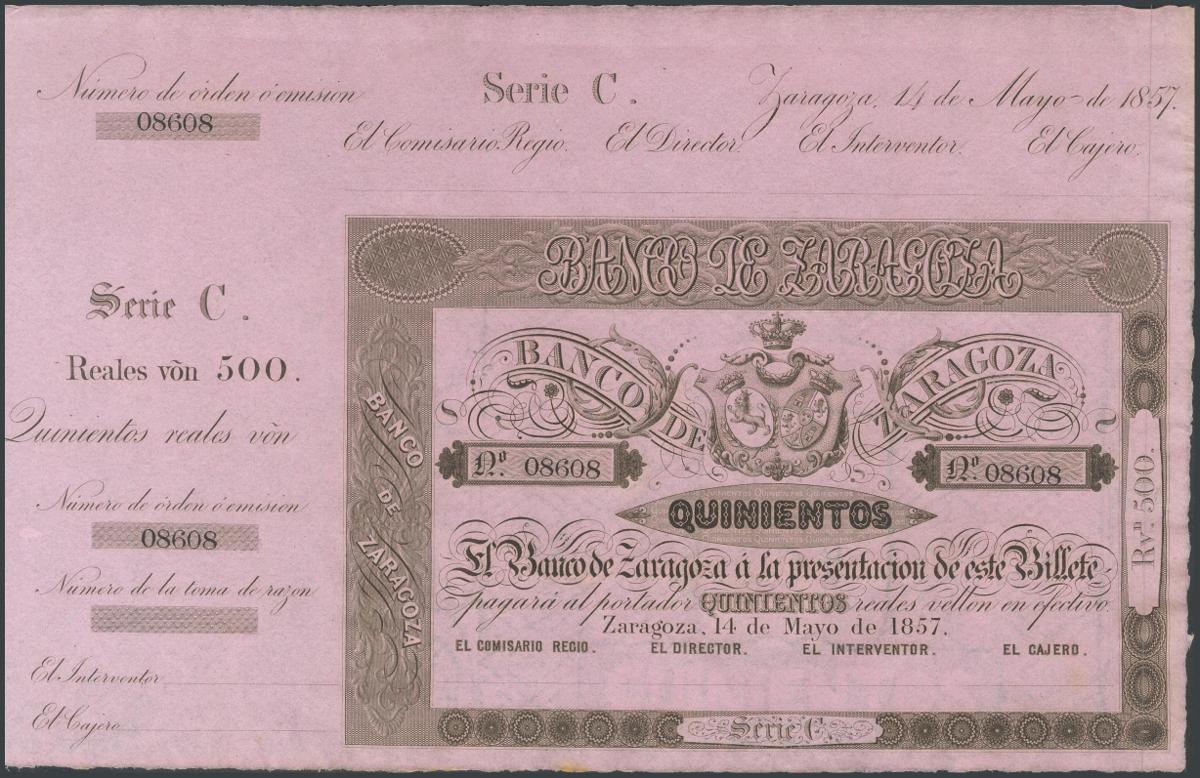 Número de órden ó emision
08608
Serie C.
Zaragoza, 14 de Mayo de 1857.
El Comisario Regio. El Director. El Interventor. El Cajero.
Serie C.
Reales vōn 500.
Quinientos reales vōn
Número de órden ó emision
08608
Número de la toma de razon
El Interventor
El Cajero
BANCO DE ZARAGOZA
BANCO DE ZARAGOZA
BANCO DE ZARAGOZA
Nº 08608
Nº 08608
QUINIENTOS
El Banco de Zaragoza á la presentacion de este Billete
pagará al portador QUINIENTOS reales vellon en efectivo.
Zaragoza, 14 de Mayo de 1857.
EL COMISARIO REGIO. EL DIRECTOR. EL INTERVENTOR. EL CAJERO.
Rvⁿ 500.
Serie C.